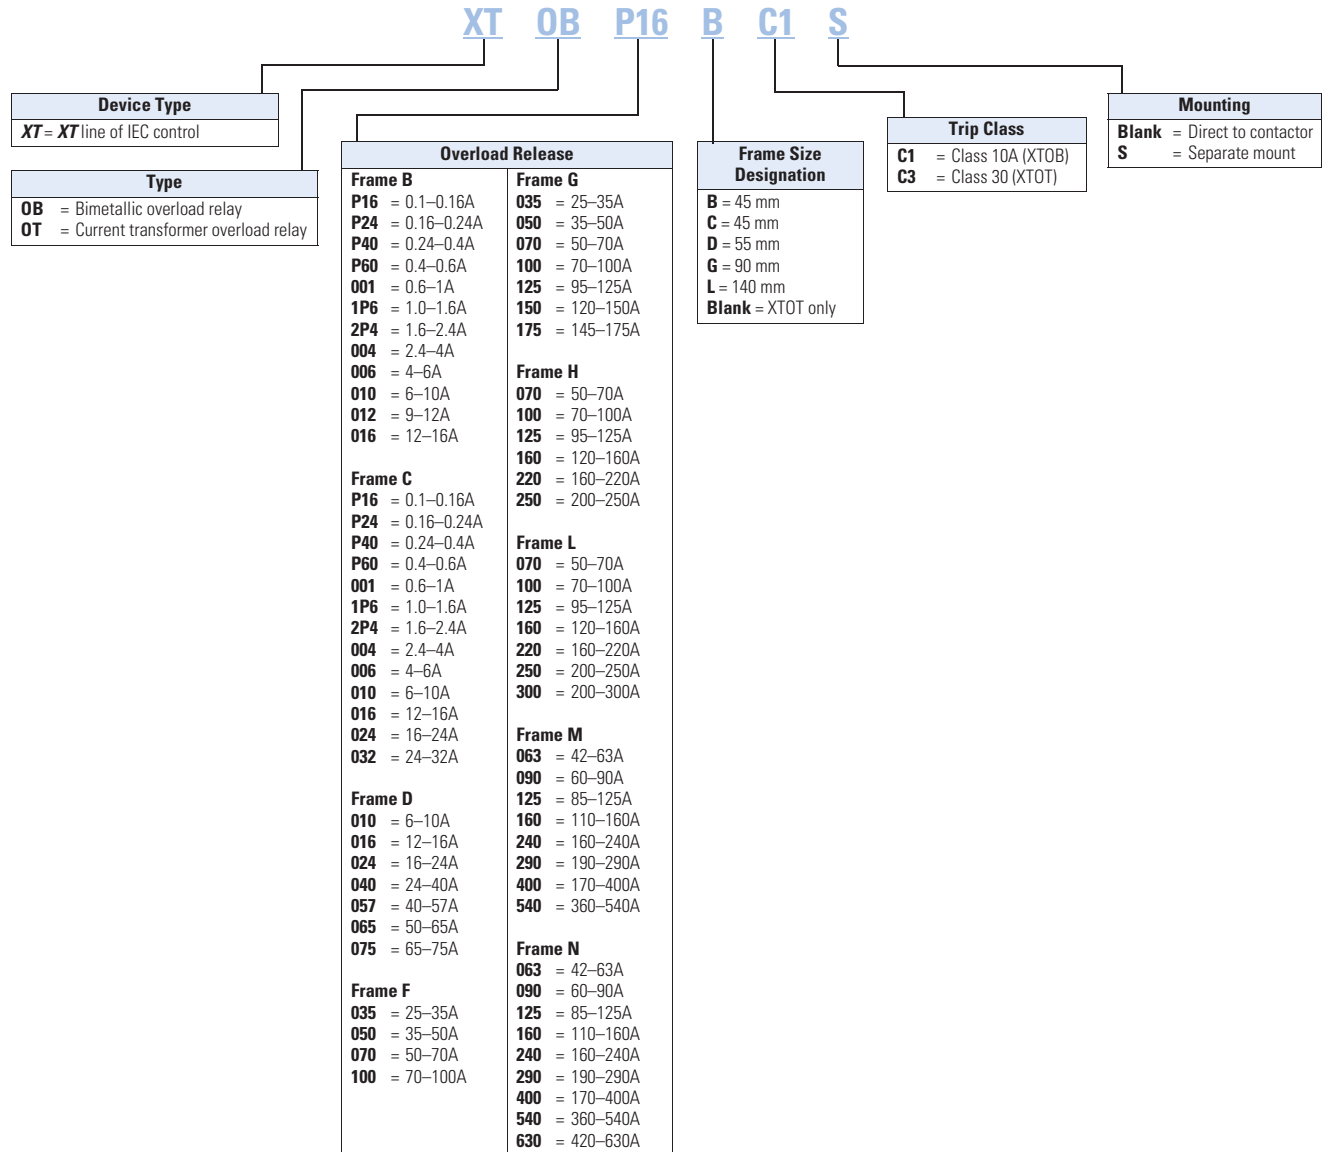 XT OB P16 B C1 S
Device Type
XT = XT line of IEC control
Type
OB = Bimetallic overload relay
OT = Current transformer overload relay
Overload Release
Frame B
P16 = 0.1–0.16A
P24 = 0.16–0.24A
P40 = 0.24–0.4A
P60 = 0.4–0.6A
001 = 0.6–1A
1P6 = 1.0–1.6A
2P4 = 1.6–2.4A
004 = 2.4–4A
006 = 4–6A
010 = 6–10A
012 = 9–12A
016 = 12–16A
Frame C
P16 = 0.1–0.16A
P24 = 0.16–0.24A
P40 = 0.24–0.4A
P60 = 0.4–0.6A
001 = 0.6–1A
1P6 = 1.0–1.6A
2P4 = 1.6–2.4A
004 = 2.4–4A
006 = 4–6A
010 = 6–10A
016 = 12–16A
024 = 16–24A
032 = 24–32A
Frame D
010 = 6–10A
016 = 12–16A
024 = 16–24A
040 = 24–40A
057 = 40–57A
065 = 50–65A
075 = 65–75A
Frame F
035 = 25–35A
050 = 35–50A
070 = 50–70A
100 = 70–100A
Frame G
035 = 25–35A
050 = 35–50A
070 = 50–70A
100 = 70–100A
125 = 95–125A
150 = 120–150A
175 = 145–175A
Frame H
070 = 50–70A
100 = 70–100A
125 = 95–125A
160 = 120–160A
220 = 160–220A
250 = 200–250A
Frame L
070 = 50–70A
100 = 70–100A
125 = 95–125A
160 = 120–160A
220 = 160–220A
250 = 200–250A
300 = 200–300A
Frame M
063 = 42–63A
090 = 60–90A
125 = 85–125A
160 = 110–160A
240 = 160–240A
290 = 190–290A
400 = 170–400A
540 = 360–540A
Frame N
063 = 42–63A
090 = 60–90A
125 = 85–125A
160 = 110–160A
240 = 160–240A
290 = 190–290A
400 = 170–400A
540 = 360–540A
630 = 420–630A
Frame Size
Designation
B = 45 mm
C = 45 mm
D = 55 mm
G = 90 mm
L = 140 mm
Blank = XTOT only
Trip Class
C1 = Class 10A (XTOB)
C3 = Class 30 (XTOT)
Mounting
Blank = Direct to contactor
S = Separate mount